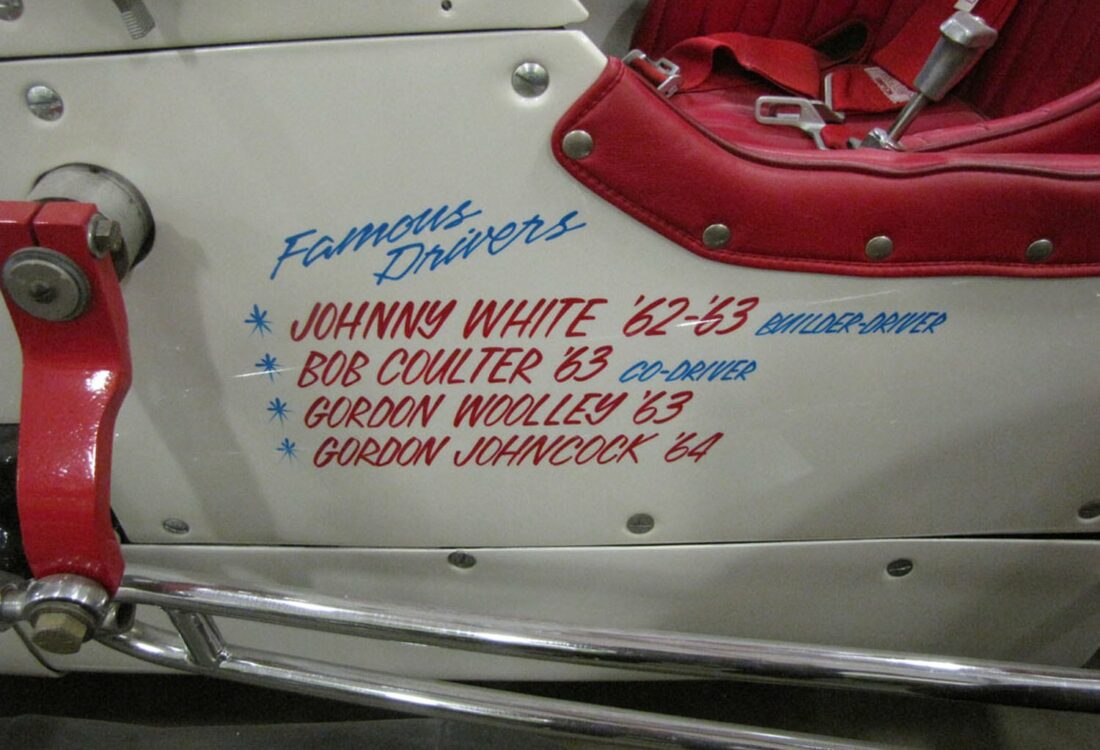 Famous
Drivers
* JOHNNY WHITE '62-'63 BUILDER-DRIVER
* BOB COULTER '63 CO-DRIVER
* GORDON WOOLLEY '63
* GORDON JOHNCOCK '64